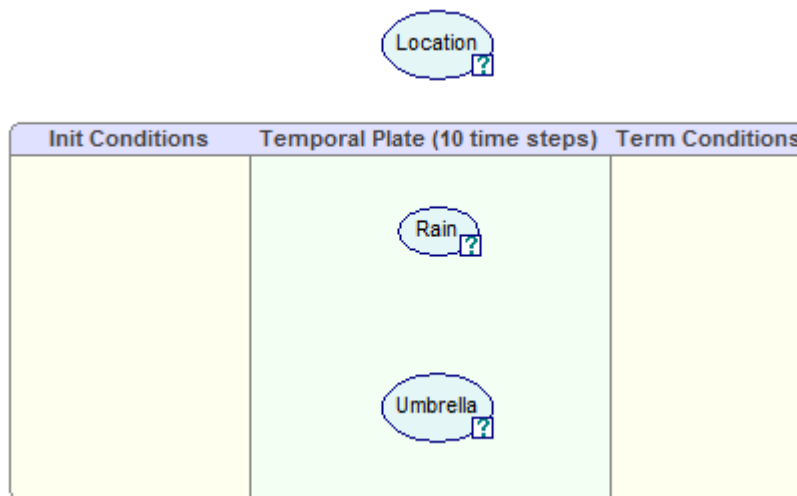 Location
?
Init Conditions Temporal Plate (10 time steps) Term Conditions
Rain
?
Umbrella
?